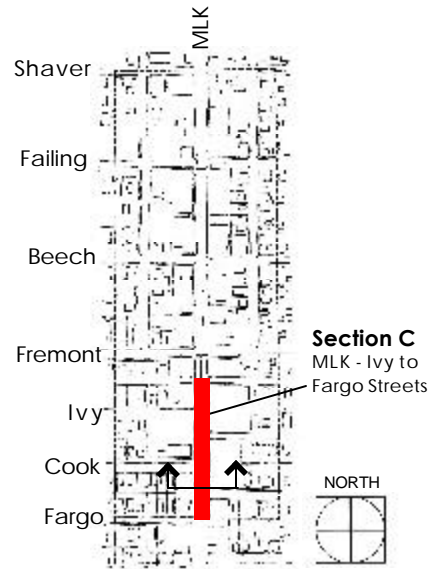 MLK
Shaver
Failing
Beech
Fremont
Section C
MLK - Ivy to
Fargo Streets
Ivy
Cook
Fargo
NORTH